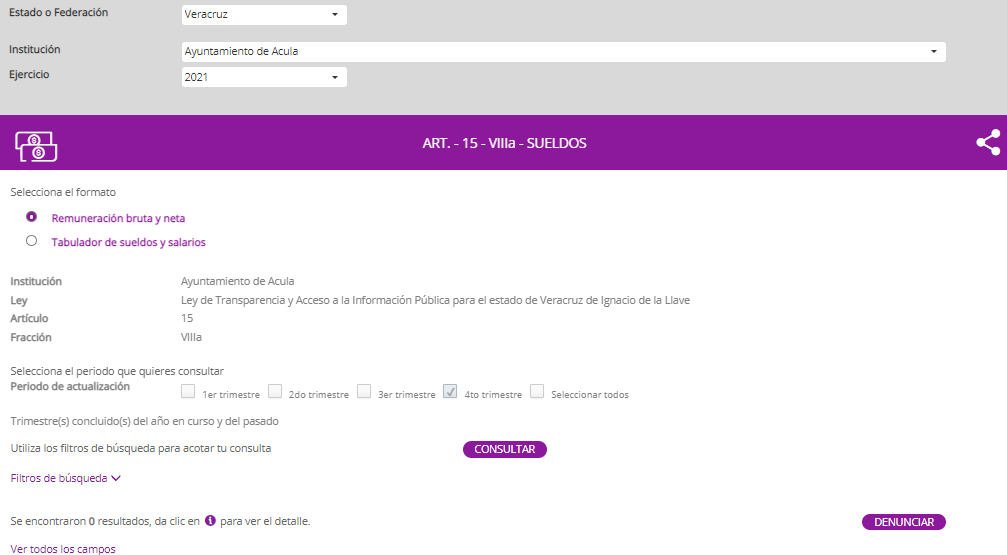 Estado o Federación Veracruz
Institución Ayuntamiento de Acula
Ejercicio 2021
ART. - 15 - VIIIa - SUELDOS
Selecciona el formato
Remuneración bruta y neta
Tabulador de sueldos y salarios
Institución Ayuntamiento de Acula
Ley Ley de Transparencia y Acceso a la Información Pública para el estado de Veracruz de Ignacio de la Llave
Artículo 15
Fracción VIIIa
Selecciona el periodo que quieres consultar
Periodo de actualización 1er trimestre 2do trimestre 3er trimestre 4to trimestre Seleccionar todos
Trimestre(s) concluido(s) del año en curso y del pasado
Utiliza los filtros de búsqueda para acotar tu consulta CONSULTAR
Filtros de búsqueda
Se encontraron 0 resultados, da clic en i para ver el detalle. DENUNCIAR
Ver todos los campos